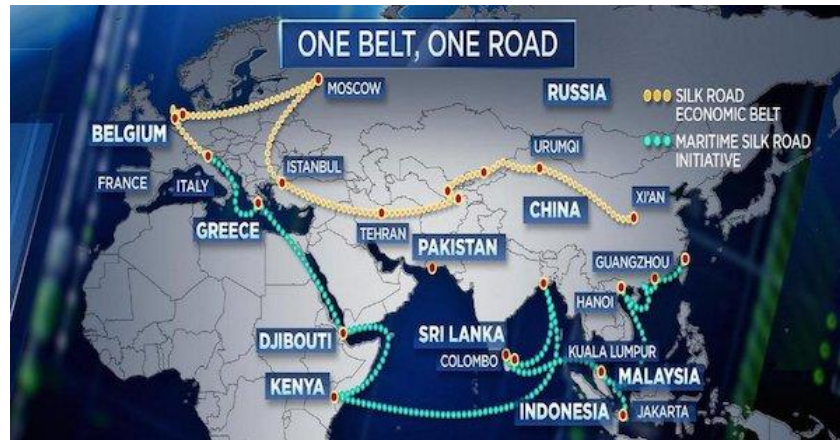 ONE BELT, ONE ROAD
MOSCOW
RUSSIA
SILK ROAD
ECONOMIC BELT
MARITIME SILK ROAD
INITIATIVE
BELGIUM
URUMQI
ISTANBUL
FRANCE
ITALY
XI'AN
CHINA
GREECE
TEHRAN
PAKISTAN
GUANGZHOU
HANOI
DJIBOUTI
SRI LANKA
COLOMBO
KUALA LUMPUR
MALAYSIA
KENYA
INDONESIA
JAKARTA